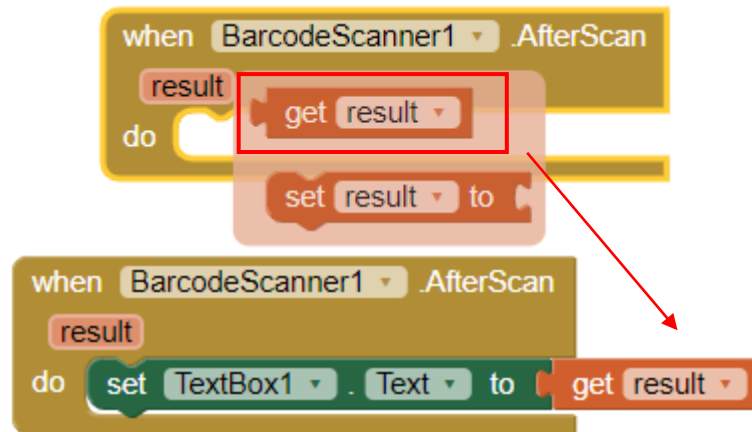 when BarcodeScanner1 .AfterScan
result
get result
do
set result to
when BarcodeScanner1 .AfterScan
result
do set TextBox1 . Text to get result